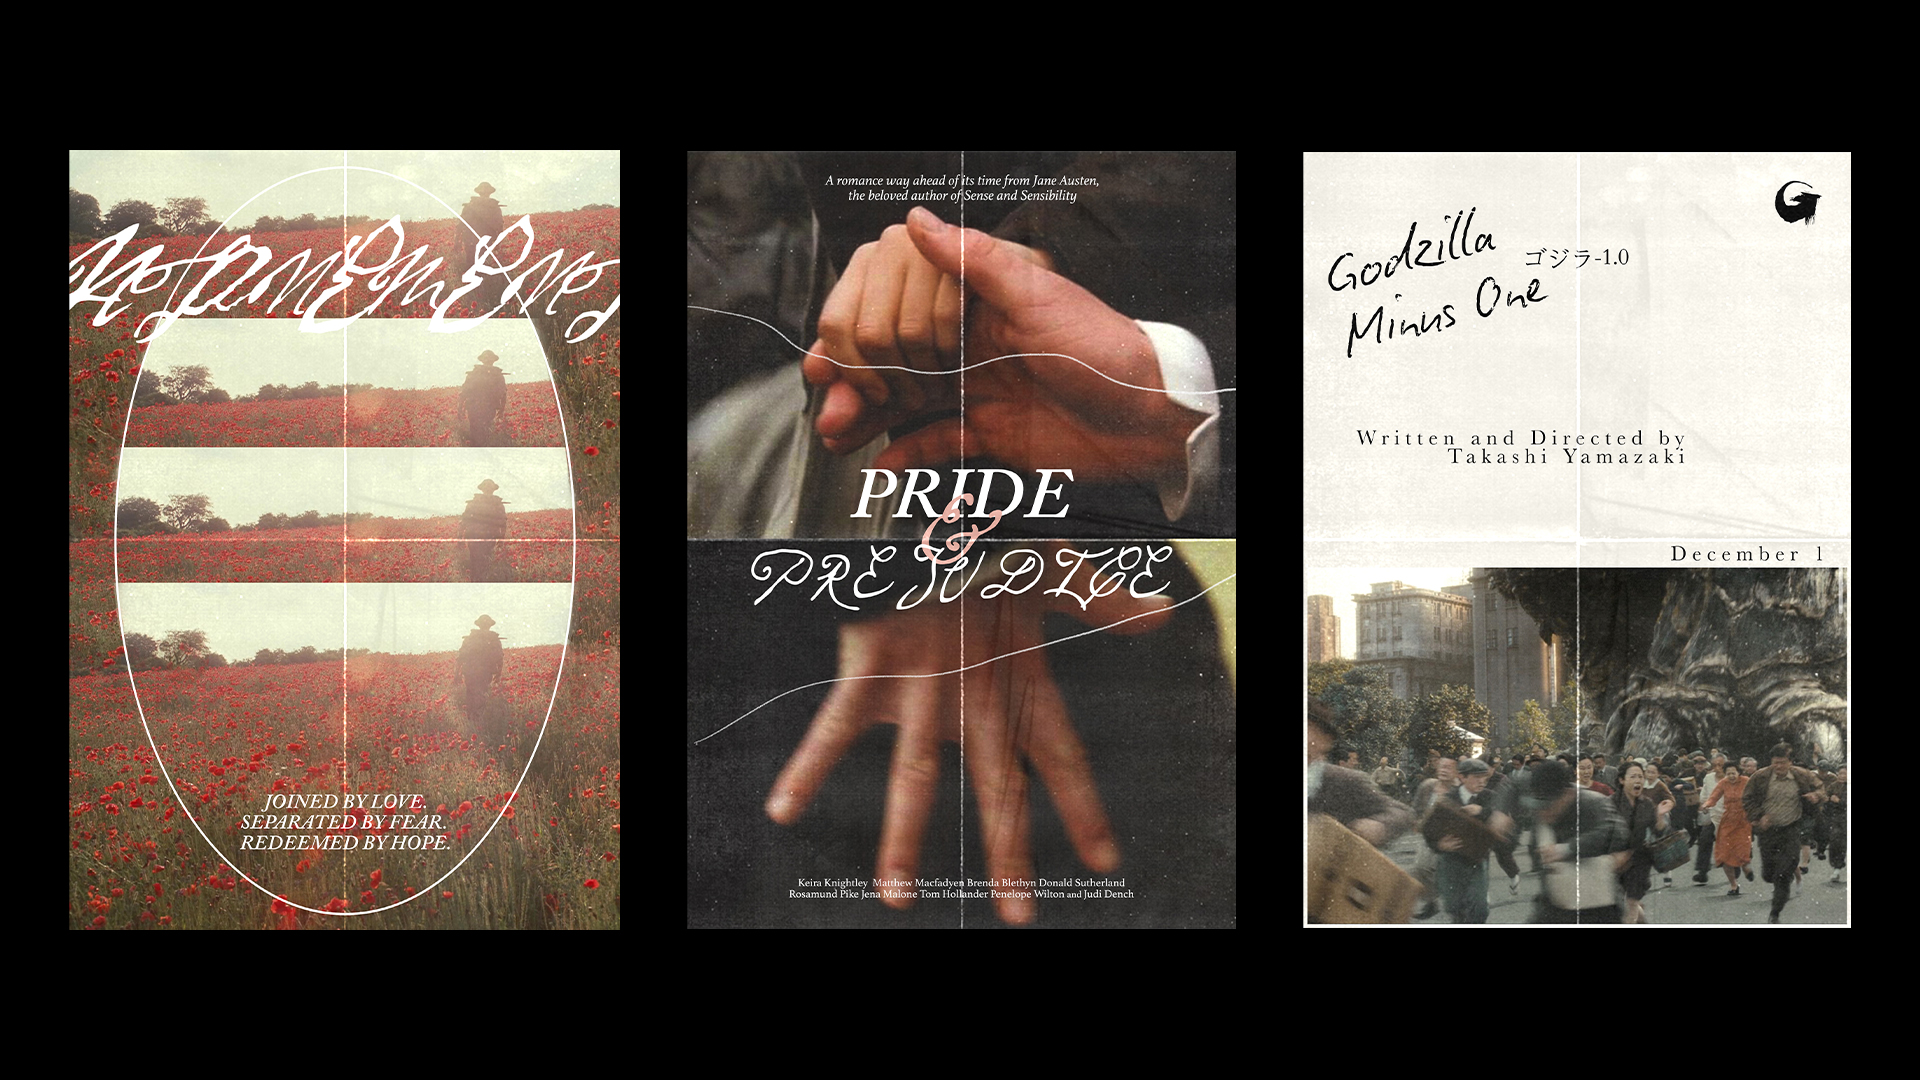 Atonement
JOINED BY LOVE.
SEPARATED BY FEAR.
REDEEMED BY HOPE.
A romance way ahead of its time from Jane Austen,
the beloved author of Sense and Sensibility
PRIDE
&
PREJUDICE
Keira Knightley Matthew Macfadyen Brenda Blethyn Donald Sutherland
Rosamund Pike Jena Malone Tom Hollander Penelope Wilton and Judi Dench
G
Godzilla
ゴジラ-1.0
Minus One
Written and Directed by
Takashi Yamazaki
December 1